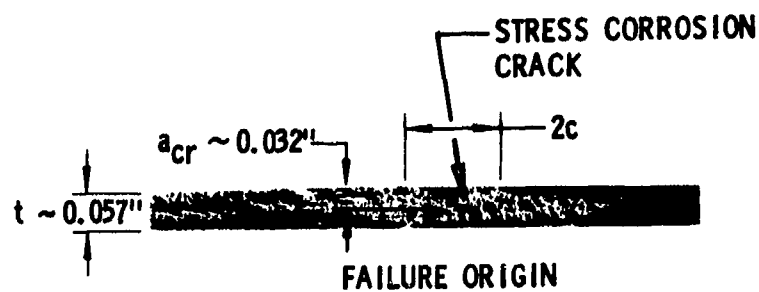 STRESS CORROSION
CRACK
a_cr ~ 0.032"
2c
t ~ 0.057"
FAILURE ORIGIN